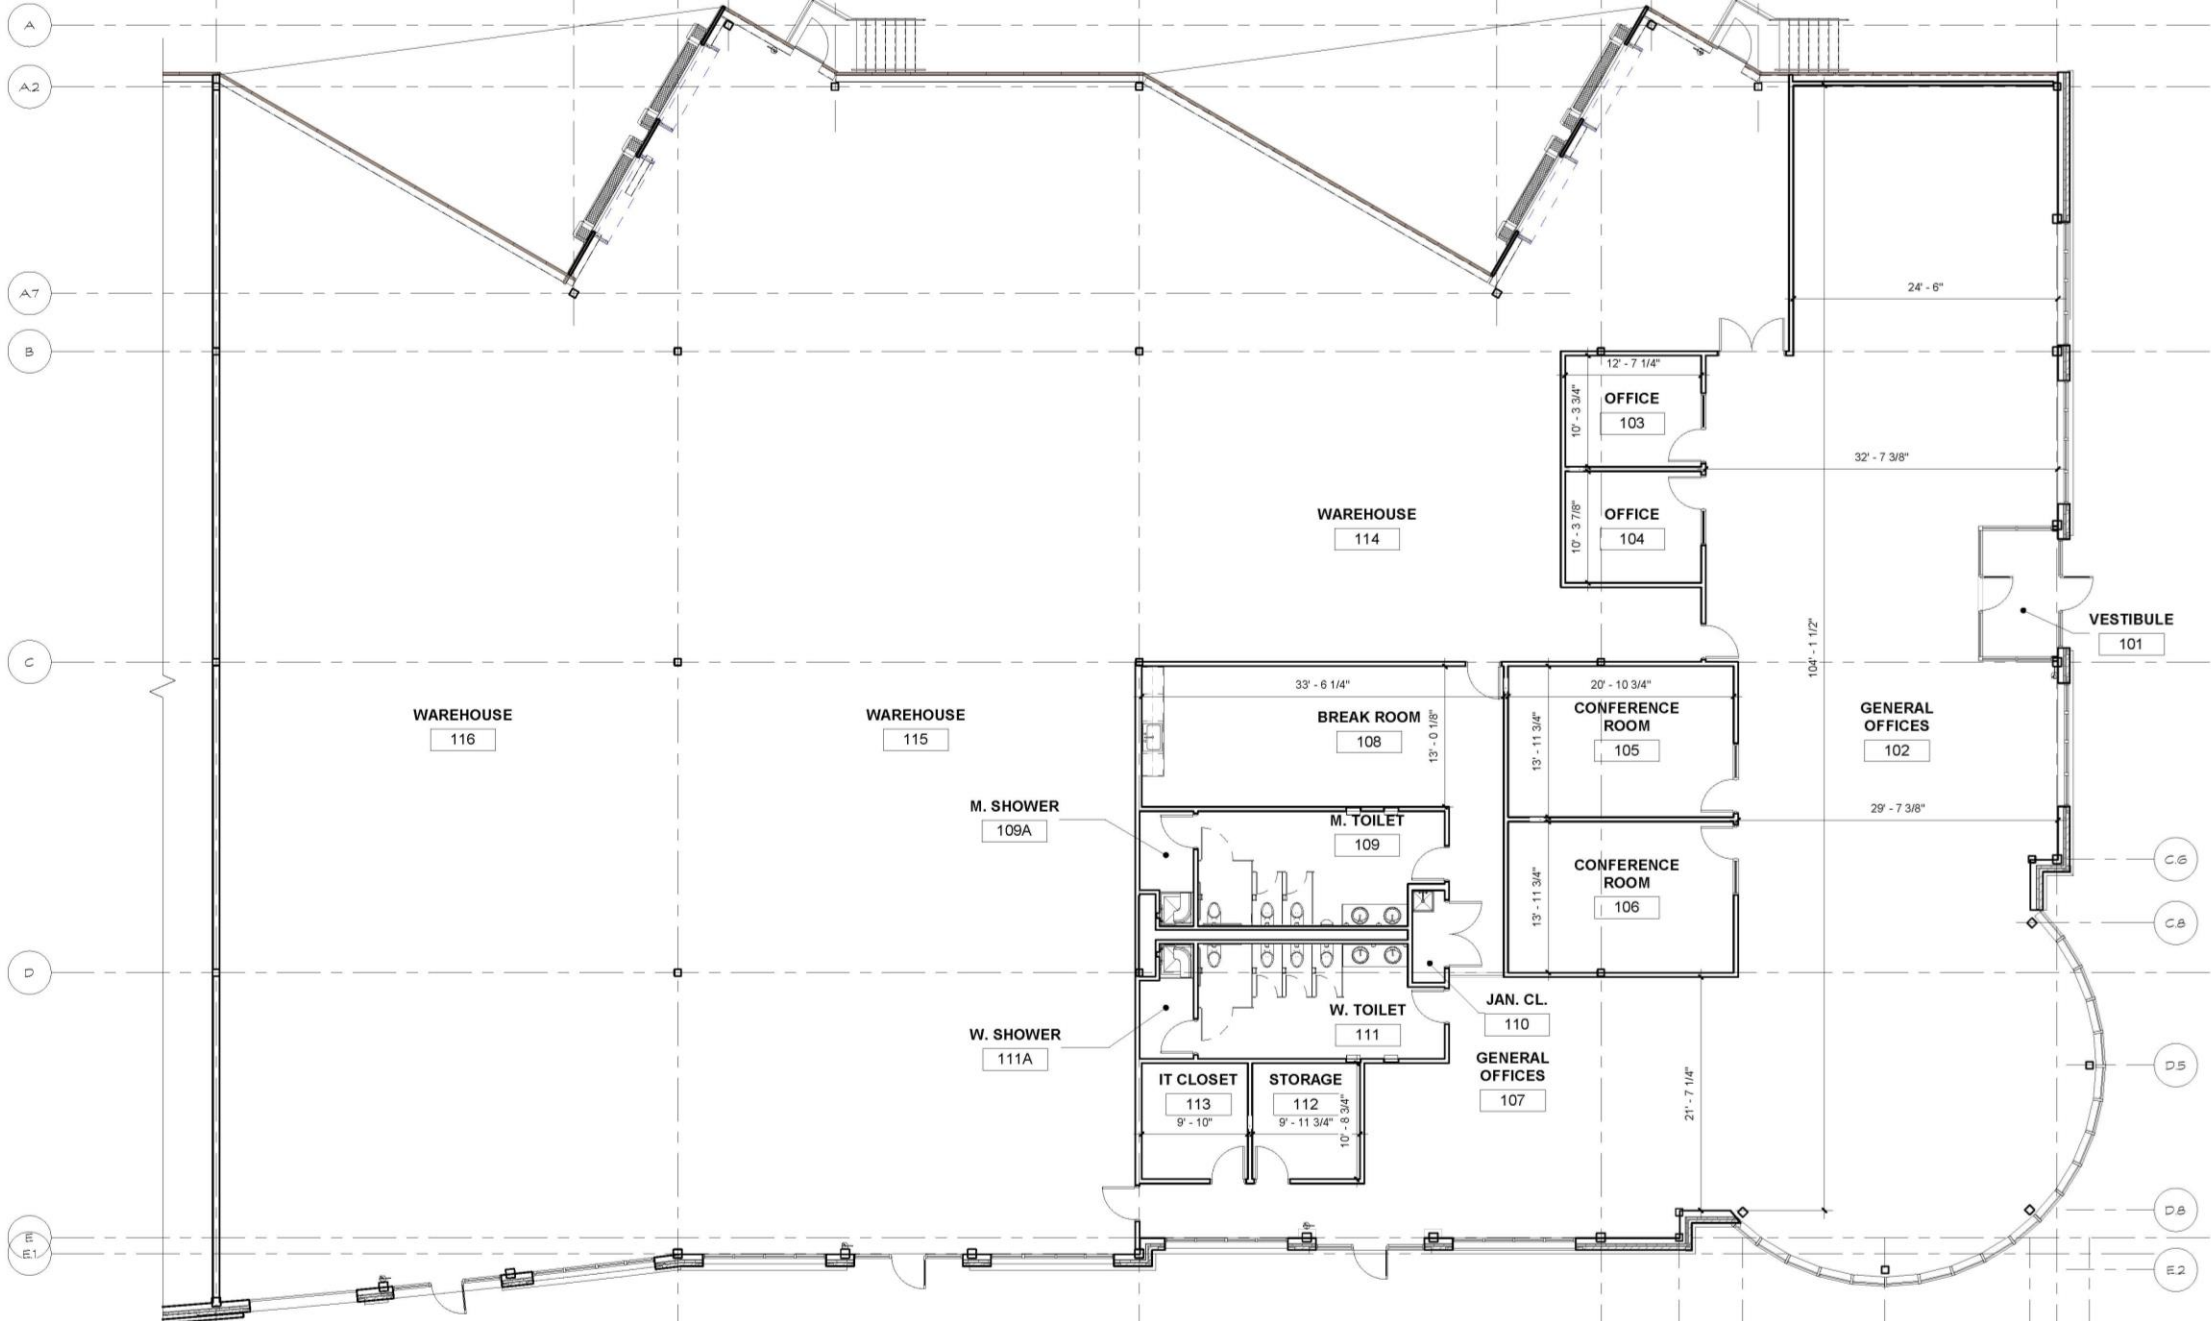 A
A.2
A.7
24' - 6"
B
12' - 7 1/4"
10' - 3 3/4"
OFFICE
103
32' - 7 3/8"
WAREHOUSE
114
10' - 3 7/8"
OFFICE
104
VESTIBULE
101
104' - 1 1/2"
C
WAREHOUSE
116
WAREHOUSE
115
33' - 6 1/4"
BREAK ROOM
108
13' - 0 1/8"
20' - 10 3/4"
CONFERENCE
ROOM
105
13' - 11 3/4"
GENERAL
OFFICES
102
29' - 7 3/8"
M. SHOWER
109A
M. TOILET
109
C.6
CONFERENCE
ROOM
106
13' - 11 3/4"
C.8
D
W. SHOWER
111A
W. TOILET
111
JAN. CL.
110
GENERAL
OFFICES
107
D.5
IT CLOSET
113
9' - 10"
STORAGE
112
9' - 11 3/4"
10' - 8 3/4"
21' - 7 1/4"
D.8
E
E.1
E.2